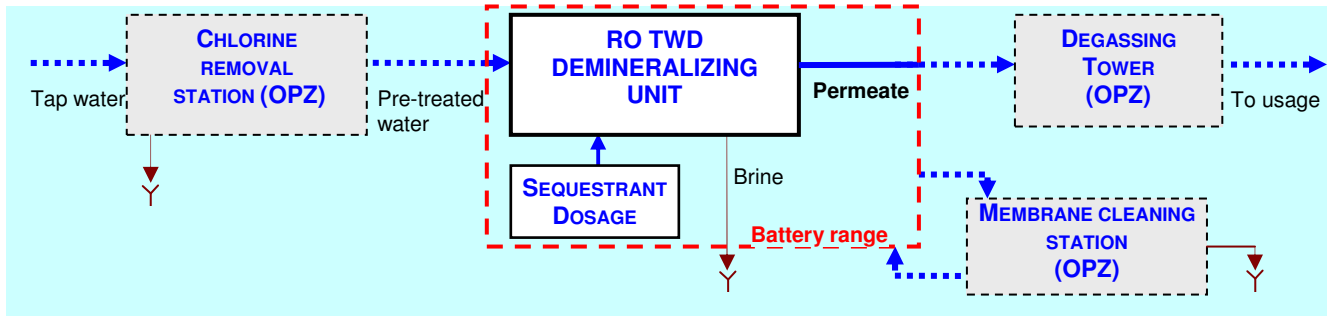 CHLORINE
REMOVAL
STATION (OPZ)
RO TWD
DEMINERALIZING
UNIT
DEGASSING
TOWER
(OPZ)
Tap water
Pre-treated
water
Permeate
To usage
SEQUESTRANT
DOSAGE
Brine
Battery range
MEMBRANE CLEANING
STATION
(OPZ)